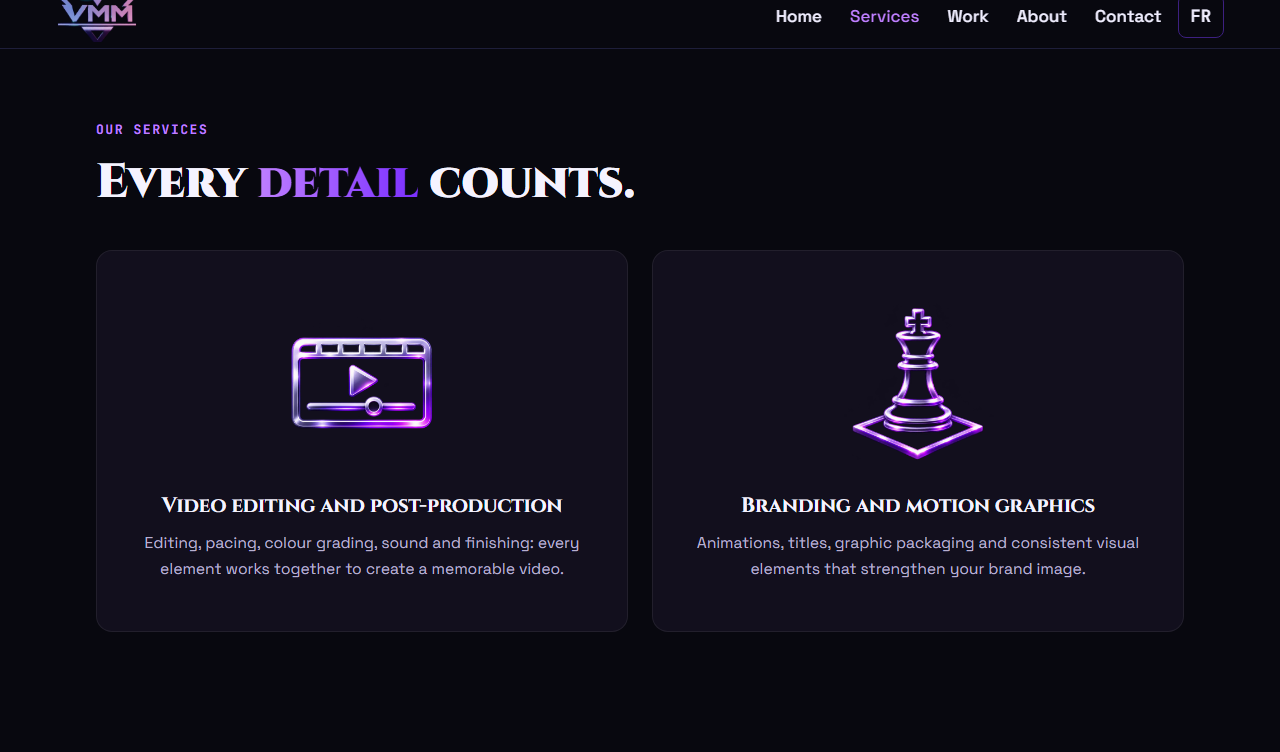 VMM
Home Services Work About Contact FR
OUR SERVICES
Every detail counts.
Video editing and post-production
Editing, pacing, colour grading, sound and finishing: every
element works together to create a memorable video.
Branding and motion graphics
Animations, titles, graphic packaging and consistent visual
elements that strengthen your brand image.